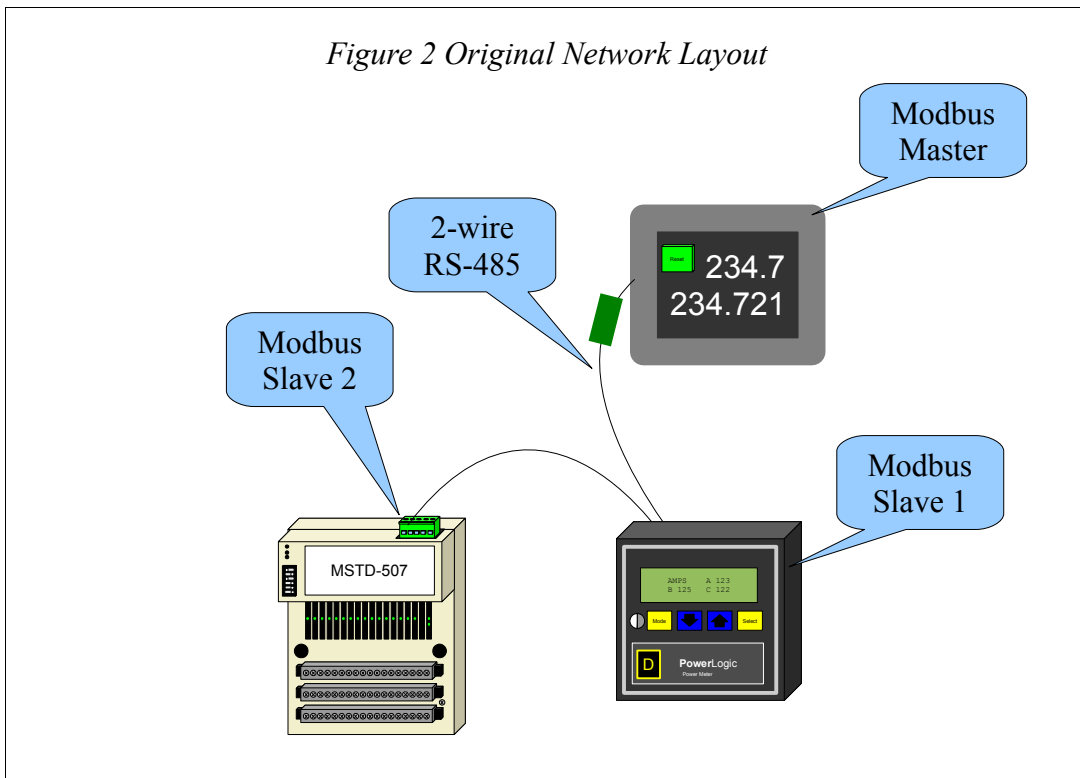 Figure 2 Original Network Layout
Modbus
Master
2-wire
RS-485
Reset
234.7
234.721
Modbus
Slave 2
Modbus
Slave 1
MSTD-507
AMPS A 123
B 125 C 122
Mode
Select
D
PowerLogic
Power Meter